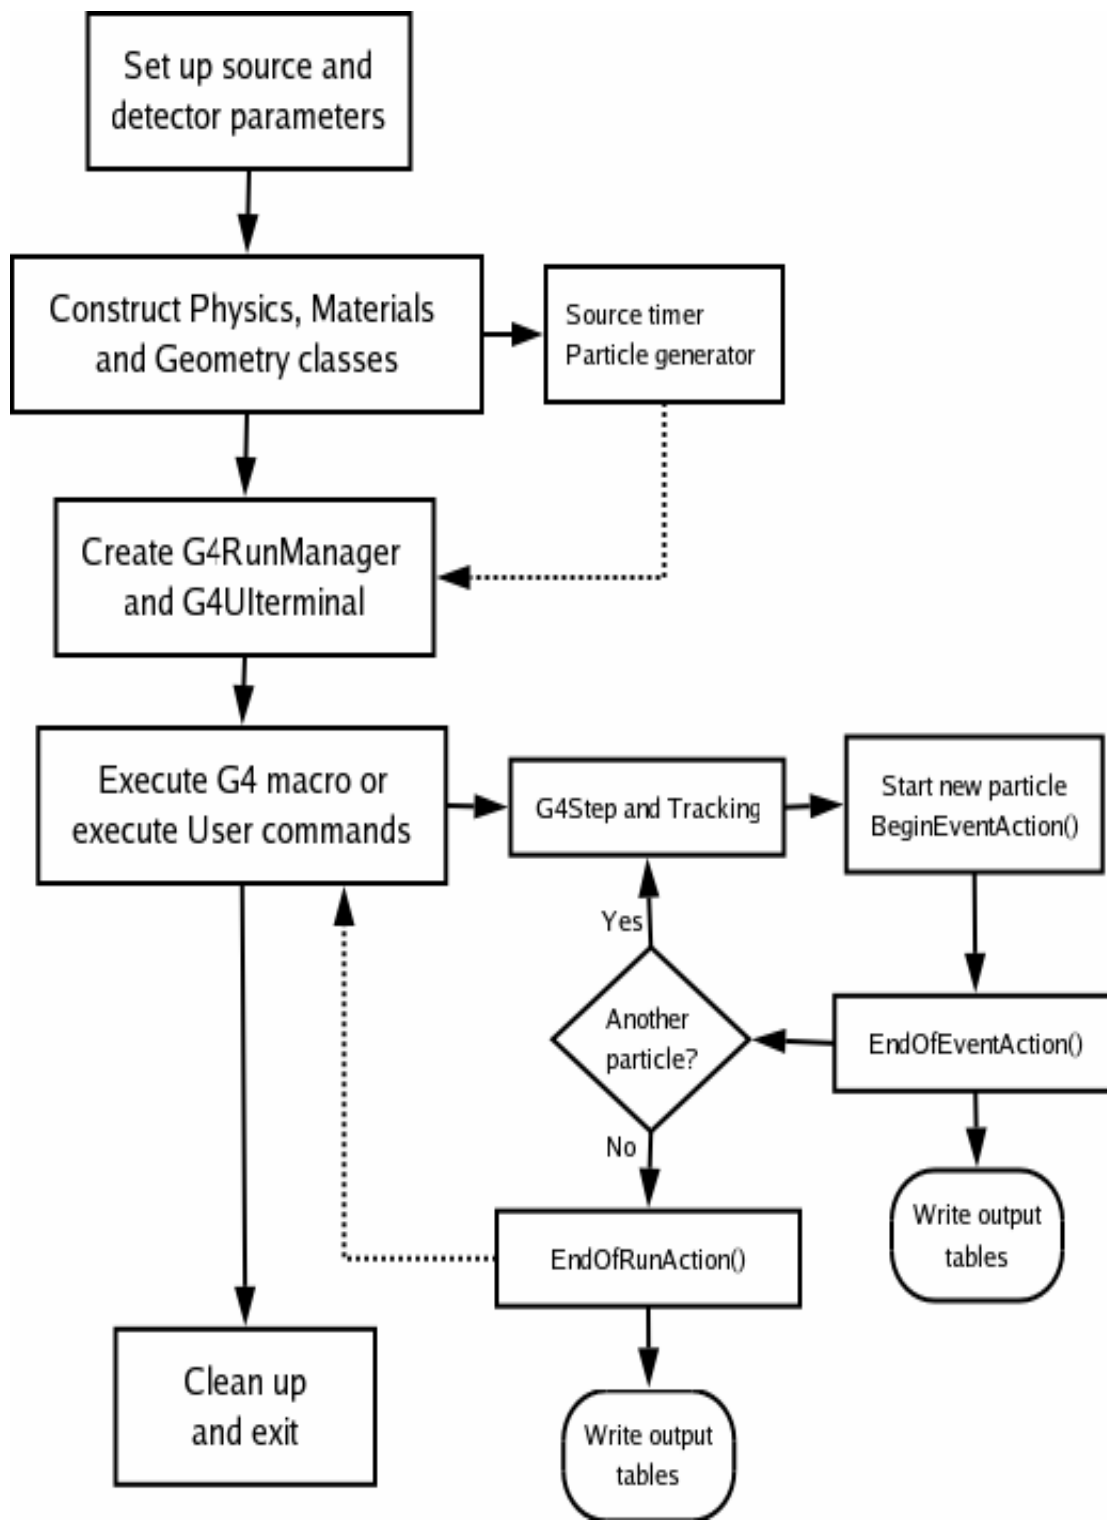 Set up source and
detector parameters
Construct Physics, Materials
and Geometry classes
Source timer
Particle generator
Create G4RunManager
and G4UIterminal
Execute G4 macro or
execute User commands
G4Step and Tracking
Start new particle
BeginEventAction()
Yes
Another
particle?
EndOfEventAction()
No
Write output
tables
EndOfRunAction()
Clean up
and exit
Write output
tables